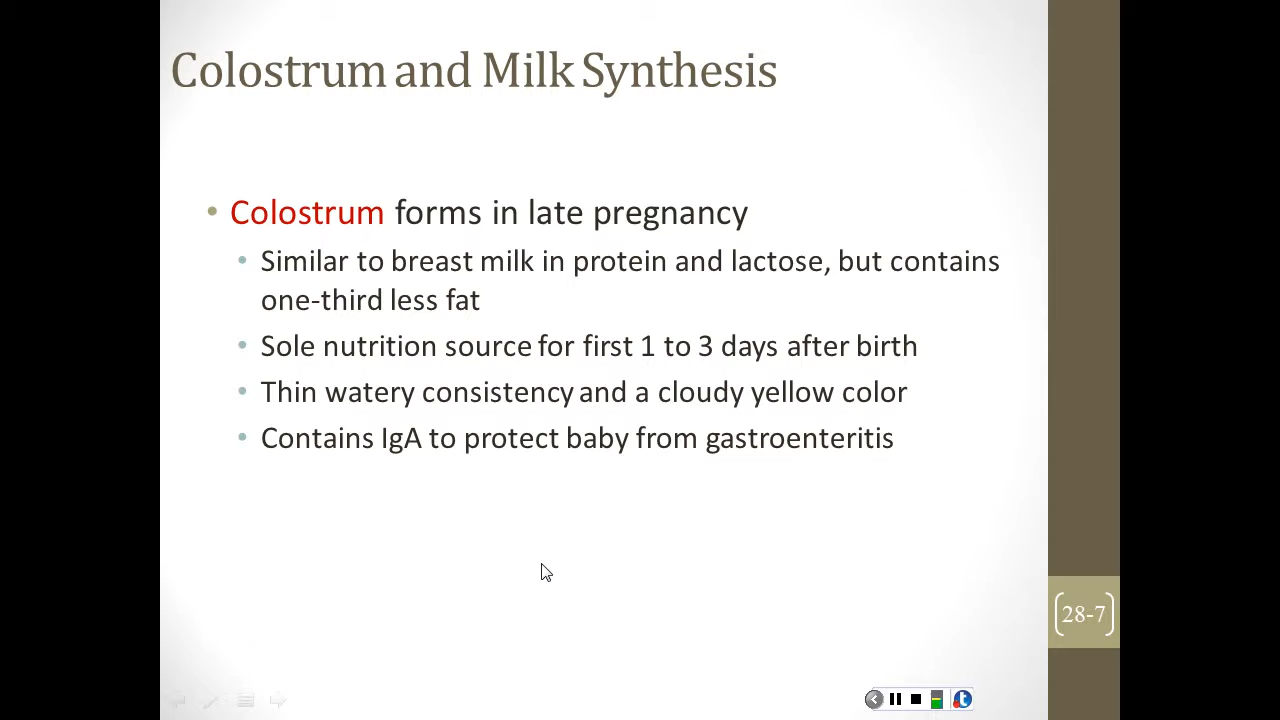 Colostrum and Milk Synthesis
• Colostrum forms in late pregnancy
• Similar to breast milk in protein and lactose, but contains
one-third less fat
• Sole nutrition source for first 1 to 3 days after birth
• Thin watery consistency and a cloudy yellow color
• Contains IgA to protect baby from gastroenteritis
28-7
t